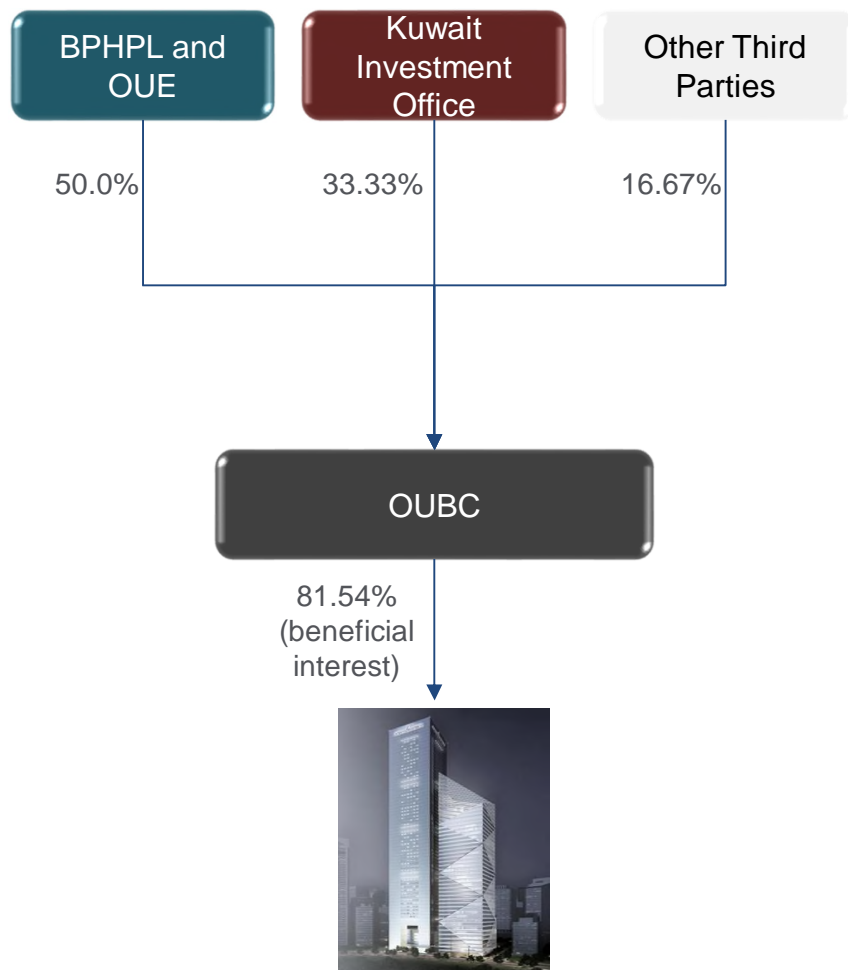 BPHPL and
OUE
Kuwait
Investment
Office
Other Third
Parties
50.0%
33.33%
16.67%
OUBC
81.54%
(beneficial
interest)